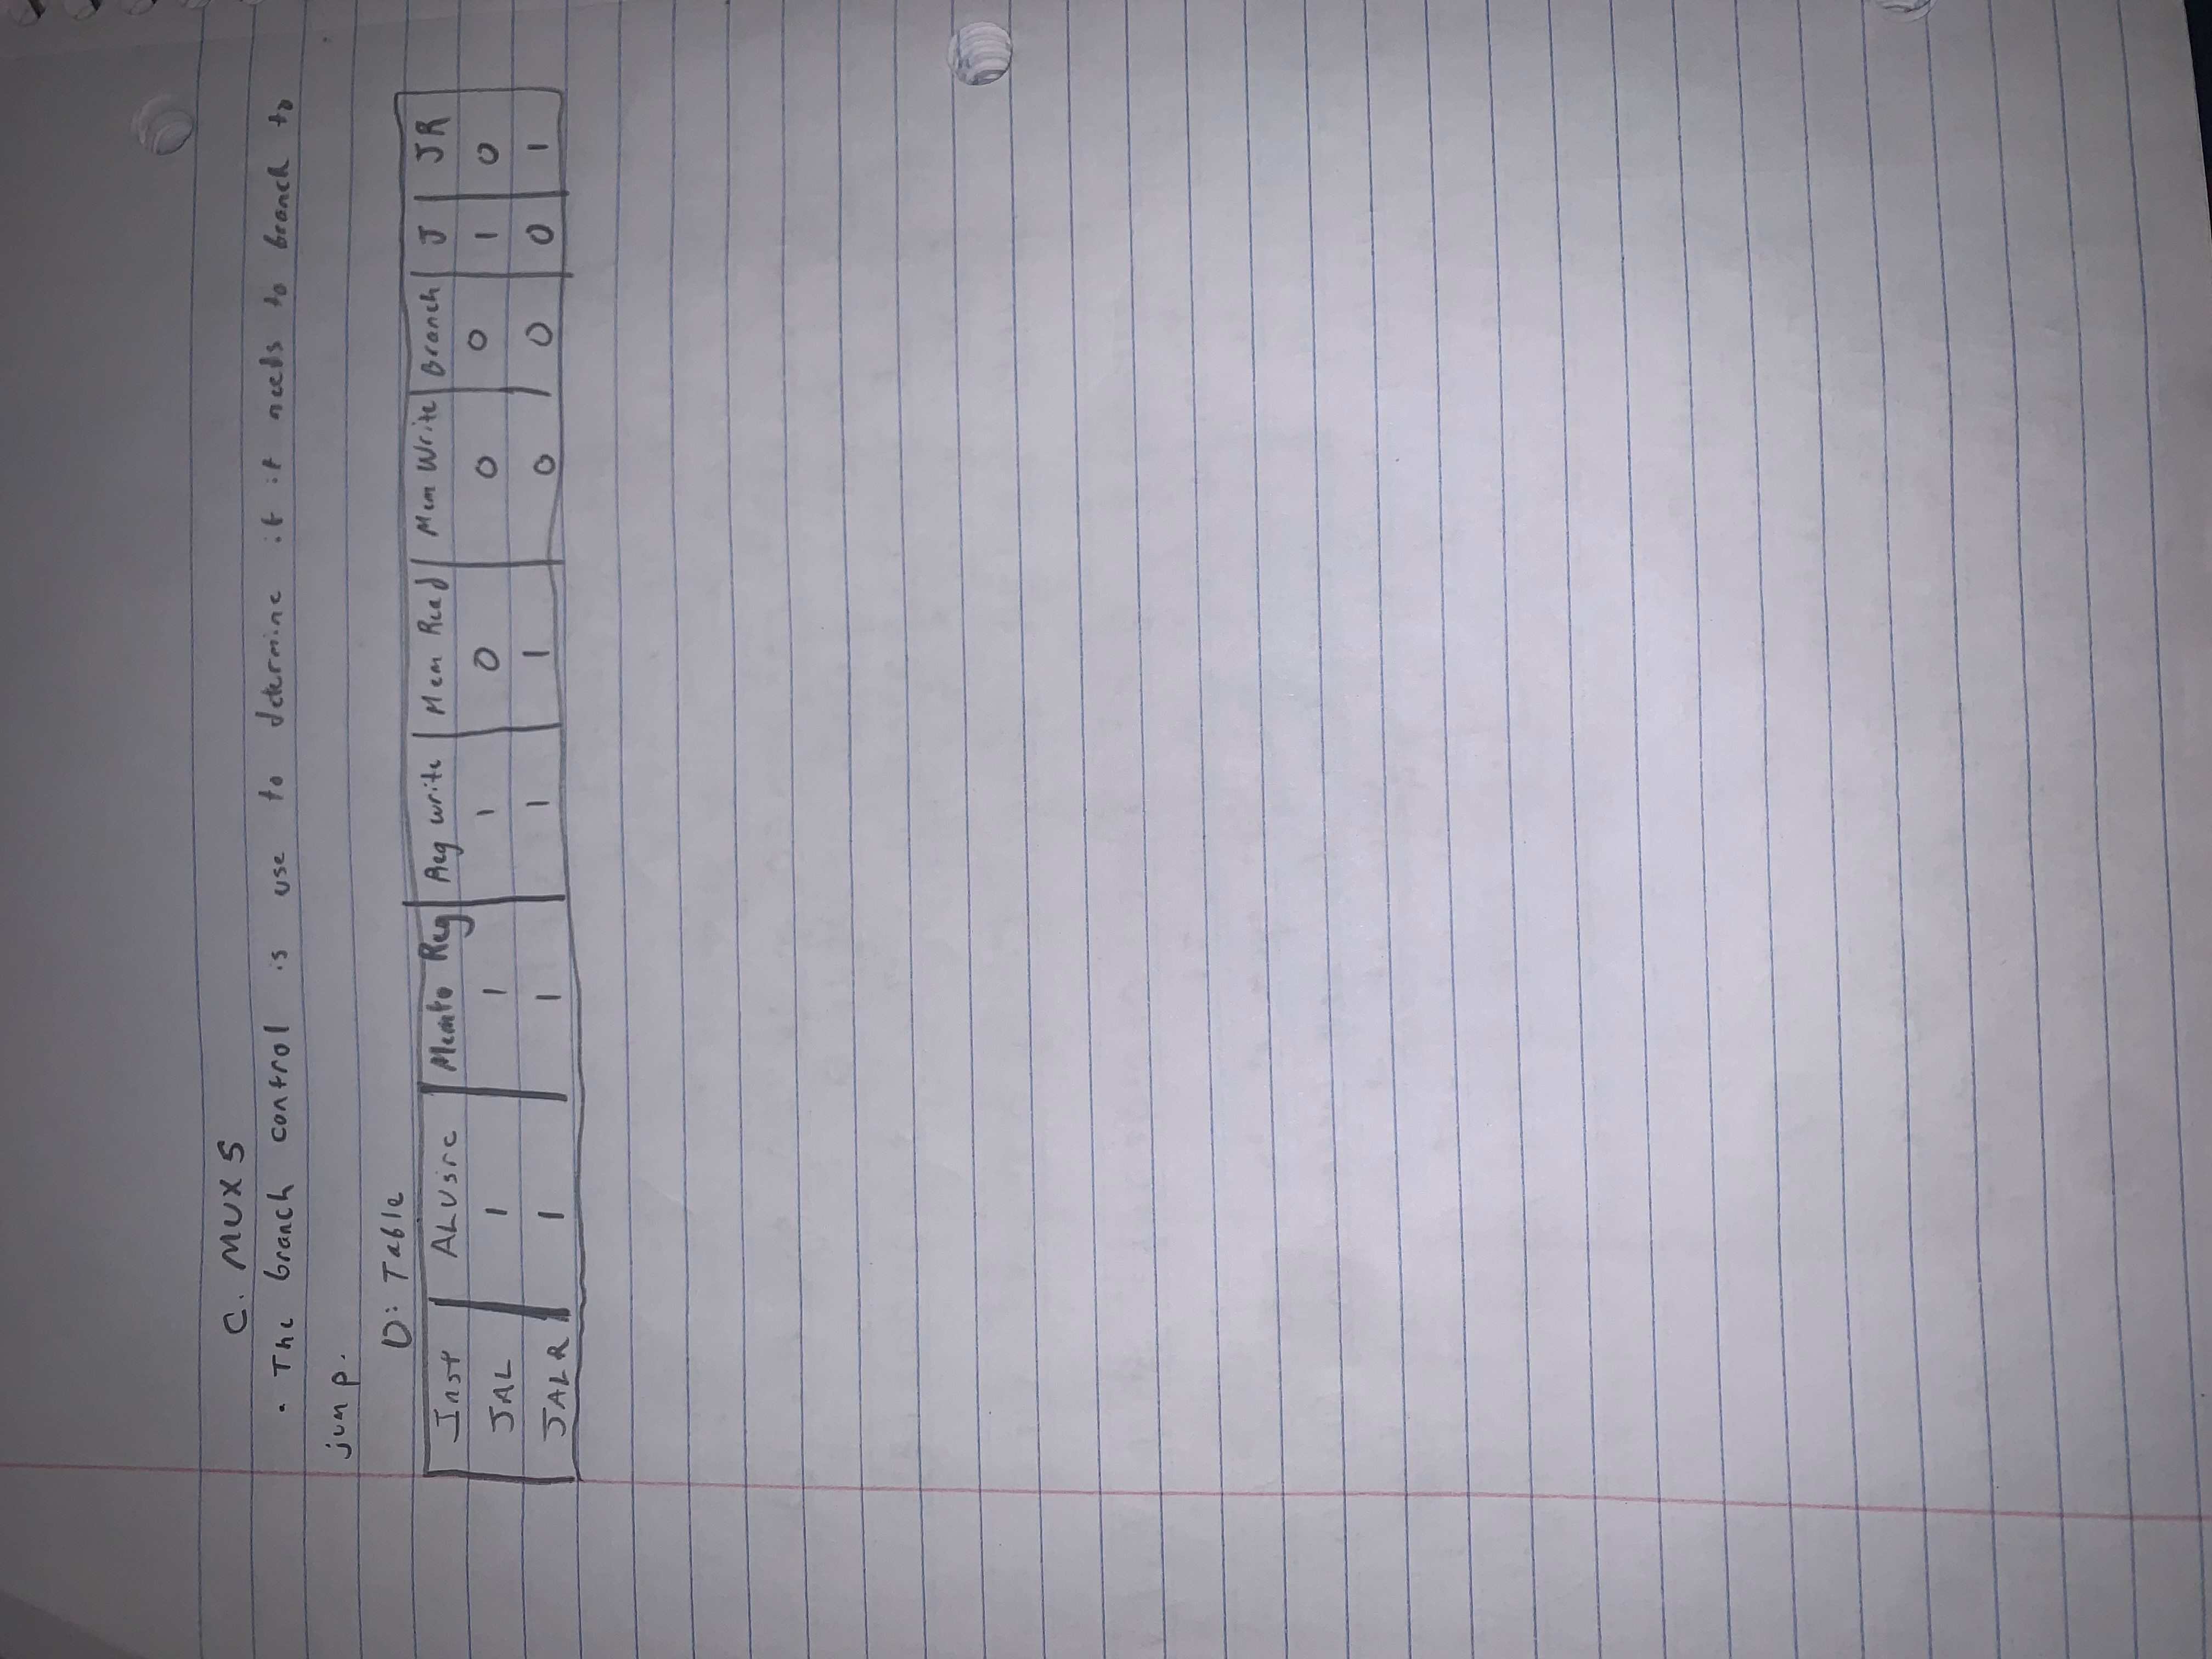 C. MUX 5
• The branch control is use to determine if it needs to branch to
jump.
D: Table
Inst ALUsrc Memto Reg Reg write Mem Read Mem Write Branch J JR
JAL 1 1 1 0 0 0 1 0
JALR 1 1 1 1 0 0 0 1